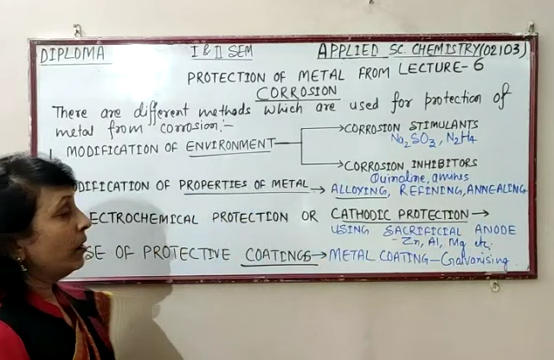 DIPLOMA I & II SEM APPLIED SC. CHEMISTRY(02103)
PROTECTION OF METAL FROM LECTURE-6
CORROSION
There are different methods which are used for protection of
metal from corrosion:-
1. MODIFICATION OF ENVIRONMENT → CORROSION STIMULANTS
Na2SO3, N2H4
→ CORROSION INHIBITORS
Quinoline, amines
ODIFICATION OF PROPERTIES OF METAL → ALLOYING, REFINING, ANNEALING
ECTROCHEMICAL PROTECTION OR CATHODIC PROTECTION →
USING SACRIFICIAL ANODE
-Zn, Al, Mg etc.
SE OF PROTECTIVE COATINGS → METAL COATING - Galvanising